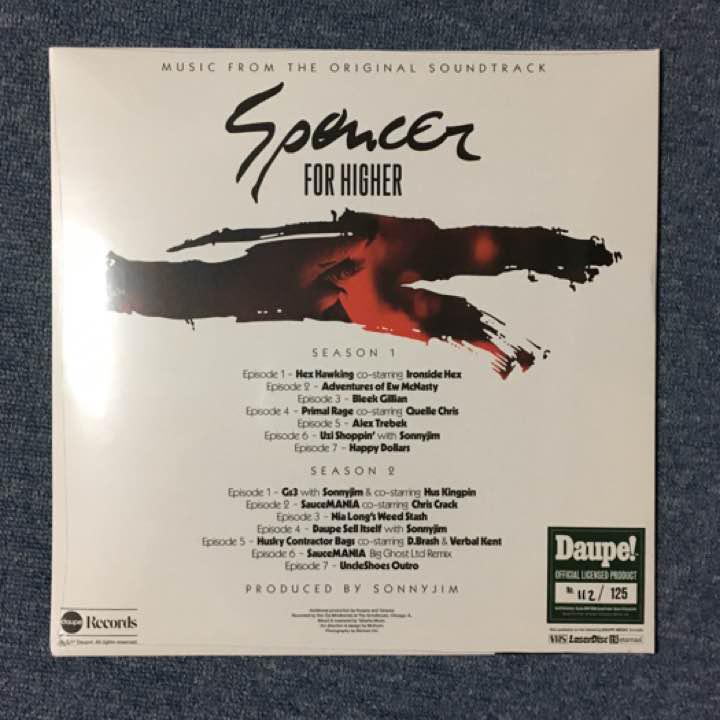 MUSIC FROM THE ORIGINAL SOUNDTRACK
Spencer
FOR HIGHER
SEASON 1
Episode 1 - Hex Hawking co-starring Ironside Hex
Episode 2 - Adventures of Ew McNasty
Episode 3 - Bleek Gillian
Episode 4 - Primal Rage co-starring Quelle Chris
Episode 5 - Alex Trebek
Episode 6 - Uzi Shoppin' with Sonnyjim
Episode 7 - Happy Dollars
SEASON 2
Episode 1 - Gs3 with Sonnyjim & co-starring Hus Kingpin
Episode 2 - SauceMANIA co-starring Chris Crack
Episode 3 - Nia Long's Weed Stash
Episode 4 - Daupe Sell Itself with Sonnyjim
Episode 5 - Husky Contractor Bags co-starring D.Brash & Verbal Kent
Episode 6 - SauceMANIA Big Ghost Ltd Remix
Episode 7 - UncleShoes Outro
PRODUCED BY SONNYJIM
daupe Records
Daupe. All rights reserved.
Daupe!
OFFICIAL LICENSED PRODUCT
No. 112 / 125
VHS LaserDisc